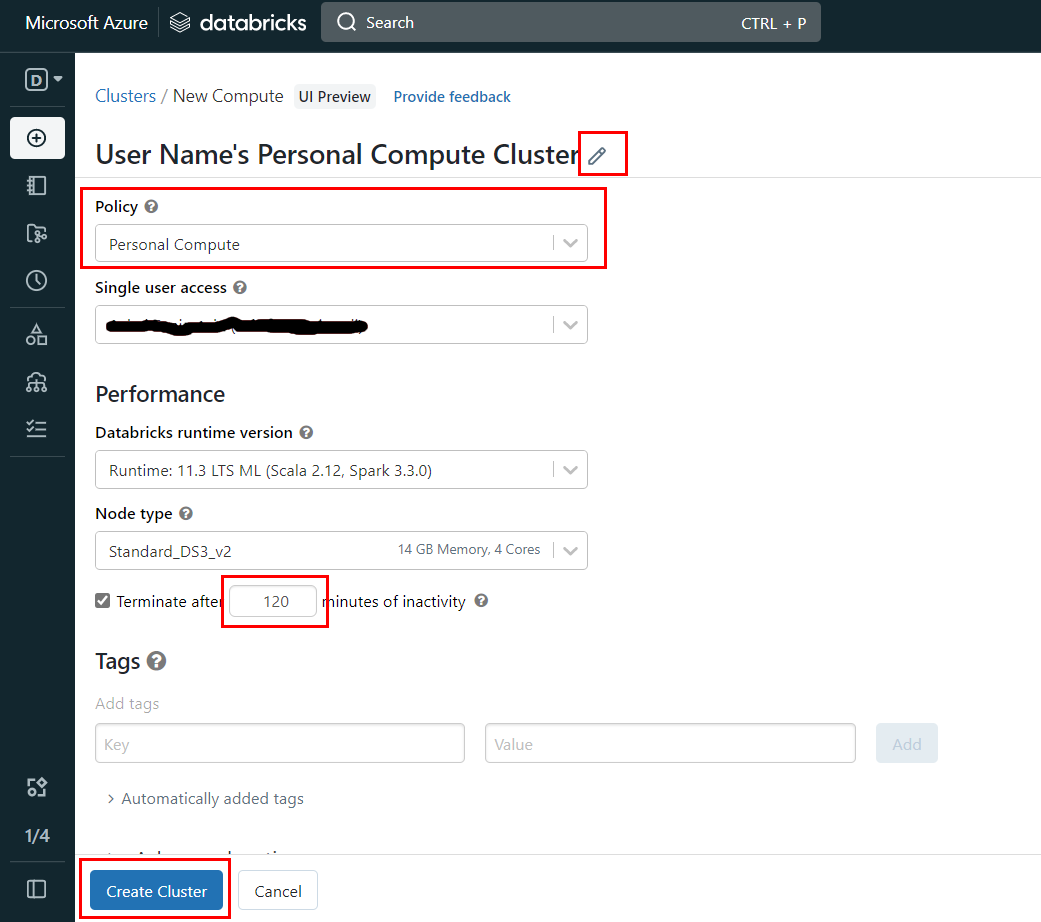 Microsoft Azure databricks Search CTRL + P
D
Clusters / New Compute UI Preview Provide feedback
User Name's Personal Compute Cluster
Policy
Personal Compute
Single user access
Performance
Databricks runtime version
Runtime: 11.3 LTS ML (Scala 2.12, Spark 3.3.0)
Node type
Standard_DS3_v2 14 GB Memory, 4 Cores
Terminate after 120 minutes of inactivity
Tags
Add tags
Key Value Add
Automatically added tags
1/4
Create Cluster Cancel